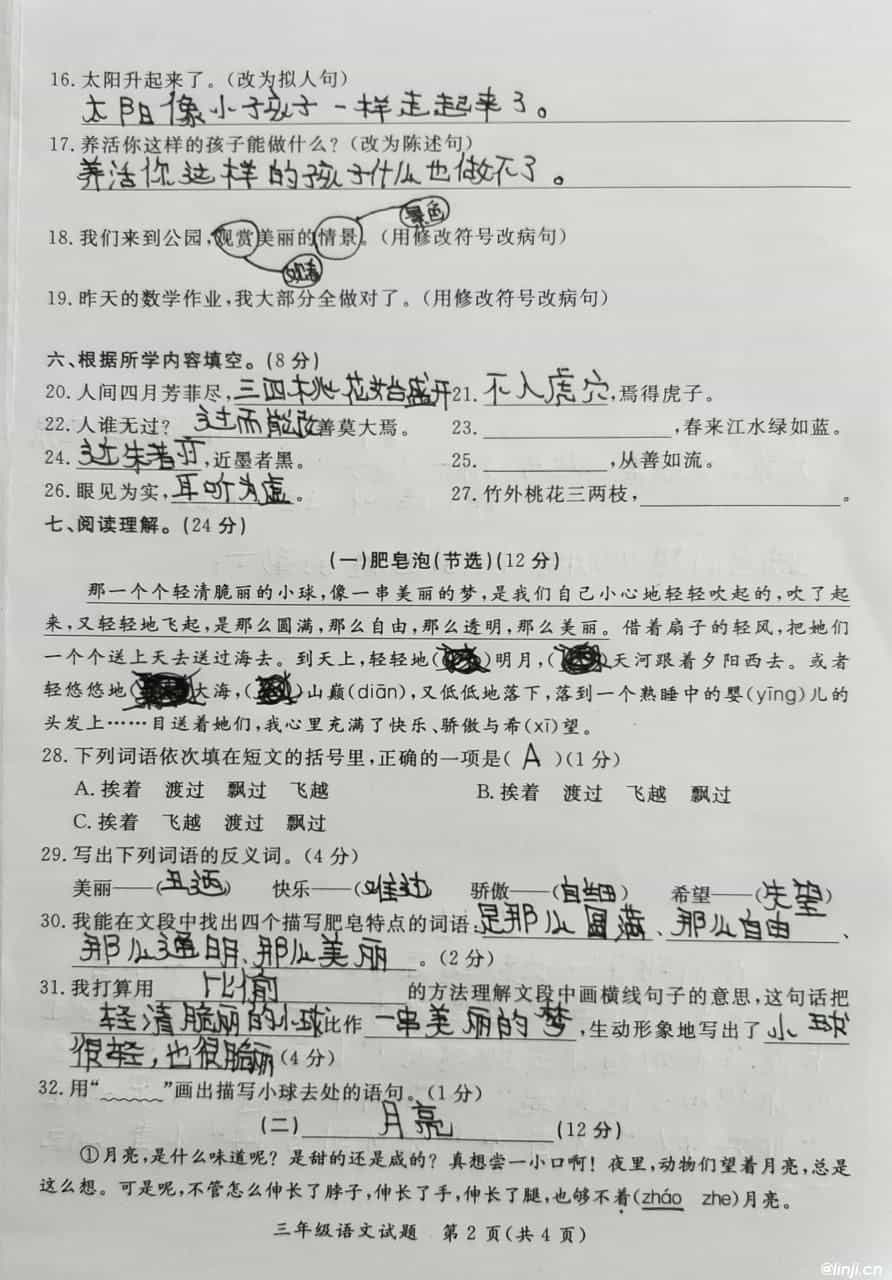 16. 太阳升起来了。(改为拟人句)
太阳像小孩子一样走起来了。
17. 养活你这样的孩子能做什么?(改为陈述句)
养活你这样的孩子什么也做不了。
景色
18. 我们来到公园,观赏美丽的情景。(用修改符号改病句)
观看
19. 昨天的数学作业,我大部分全做对了。(用修改符号改病句)
六、根据所学内容填空。(8分)
20. 人间四月芳菲尽,三四桃花始盛开 21. 不入虎穴,焉得虎子。
22. 人谁无过? 过而能改善莫大焉。 23. ,春来江水绿如蓝。
24. 近朱者赤,近墨者黑。 25. ,从善如流。
26. 眼见为实,耳听为虚。 27. 竹外桃花三两枝, 。
七、阅读理解。(24分)
(一)肥皂泡(节选)(12分)
那一个个轻清脆丽的小球,像一串美丽的梦,是我们自己小心地轻轻吹起的,吹了起
来,又轻轻地飞起,是那么圆满,那么自由,那么透明,那么美丽。借着扇子的轻风,把她们
一个个送上天去送过海去。到天上,轻轻地( )明月,( )天河跟着夕阳西去。或者
轻悠悠地( )大海,( )山巅(diān),又低低地落下,落到一个熟睡中的婴(yīng)儿的
头发上……目送着她们,我心里充满了快乐、骄傲与希(xī)望。
28. 下列词语依次填在短文的括号里,正确的一项是( A )(1分)
A. 挨着 渡过 飘过 飞越 B. 挨着 渡过 飞越 飘过
C. 挨着 飞越 渡过 飘过
29. 写出下列词语的反义词。(4分)
美丽——(丑陋) 快乐——(难过) 骄傲——(自卑) 希望——(失望)
30. 我能在文段中找出四个描写肥皂特点的词语:是那么圆满、那么自由、
那么通明、那么美丽。(2分)
31. 我打算用 比偷 的方法理解文段中画横线句子的意思,这句话把
轻清脆丽的小球比作 一串美丽的梦,生动形象地写出了小球
很轻,也很脆丽(4分)
32. 用“﹏﹏﹏”画出描写小球去处的语句。(1分)
(二) 月亮 (12分)
①月亮,是什么味道呢?是甜的还是咸的?真想尝一小口啊!夜里,动物们望着月亮,总是
这么想。可是呢,不管怎么伸长了脖子,伸长了手,伸长了腿,也够不着(zháo zhe)月亮。
三年级语文试题 第2页(共4页)
@linji.cn